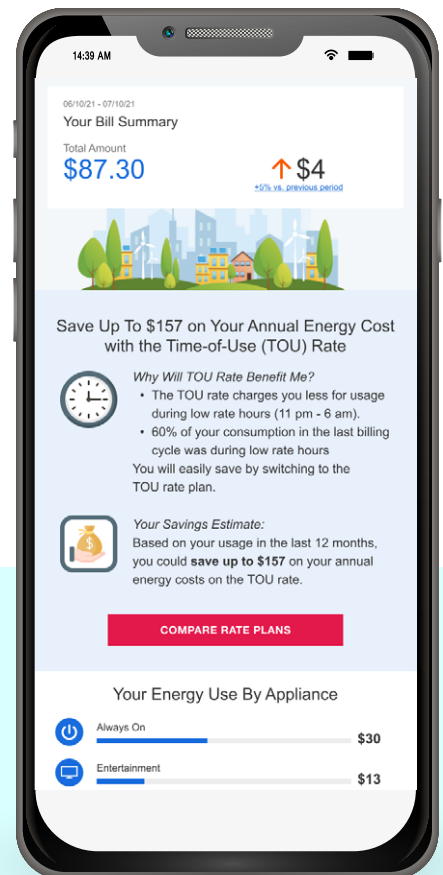 14:39 AM
06/10/21 - 07/10/21
Your Bill Summary
Total Amount
$87.30
$4
+5% vs. previous period
Save Up To $157 on Your Annual Energy Cost
with the Time-of-Use (TOU) Rate
Why Will TOU Rate Benefit Me?
• The TOU rate charges you less for usage
during low rate hours (11 pm - 6 am).
• 60% of your consumption in the last billing
cycle was during low rate hours
You will easily save by switching to the
TOU rate plan.
$
Your Savings Estimate:
Based on your usage in the last 12 months,
you could save up to $157 on your annual
energy costs on the TOU rate.
COMPARE RATE PLANS
Your Energy Use By Appliance
Always On
$30
Entertainment
$13